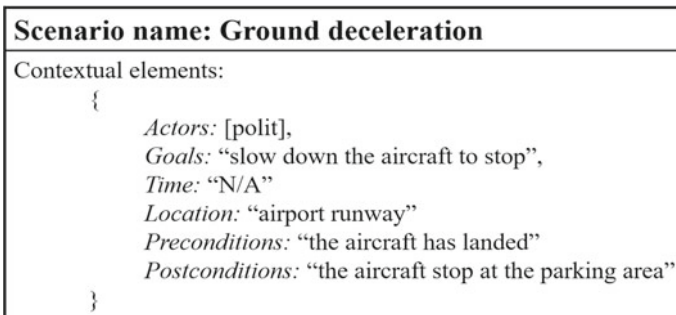 Scenario name: Ground deceleration
Contextual elements:
{
Actors: [polit],
Goals: “slow down the aircraft to stop”,
Time: “N/A”
Location: “airport runway”
Preconditions: “the aircraft has landed”
Postconditions: “the aircraft stop at the parking area”
}